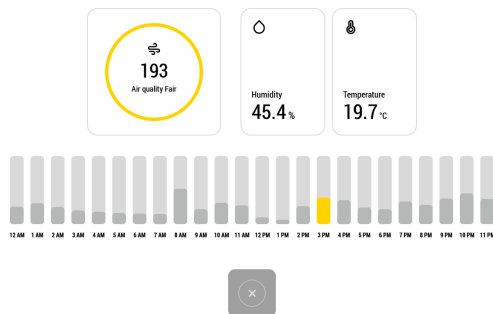 193
Air quality Fair
Humidity
45.4 %
Temperature
19.7 °C
12 AM 1 AM 2 AM 3 AM 4 AM 5 AM 6 AM 7 AM 8 AM 9 AM 10 AM 11 AM 12 PM 1 PM 2 PM 3 PM 4 PM 5 PM 6 PM 7 PM 8 PM 9 PM 10 PM 11 PM